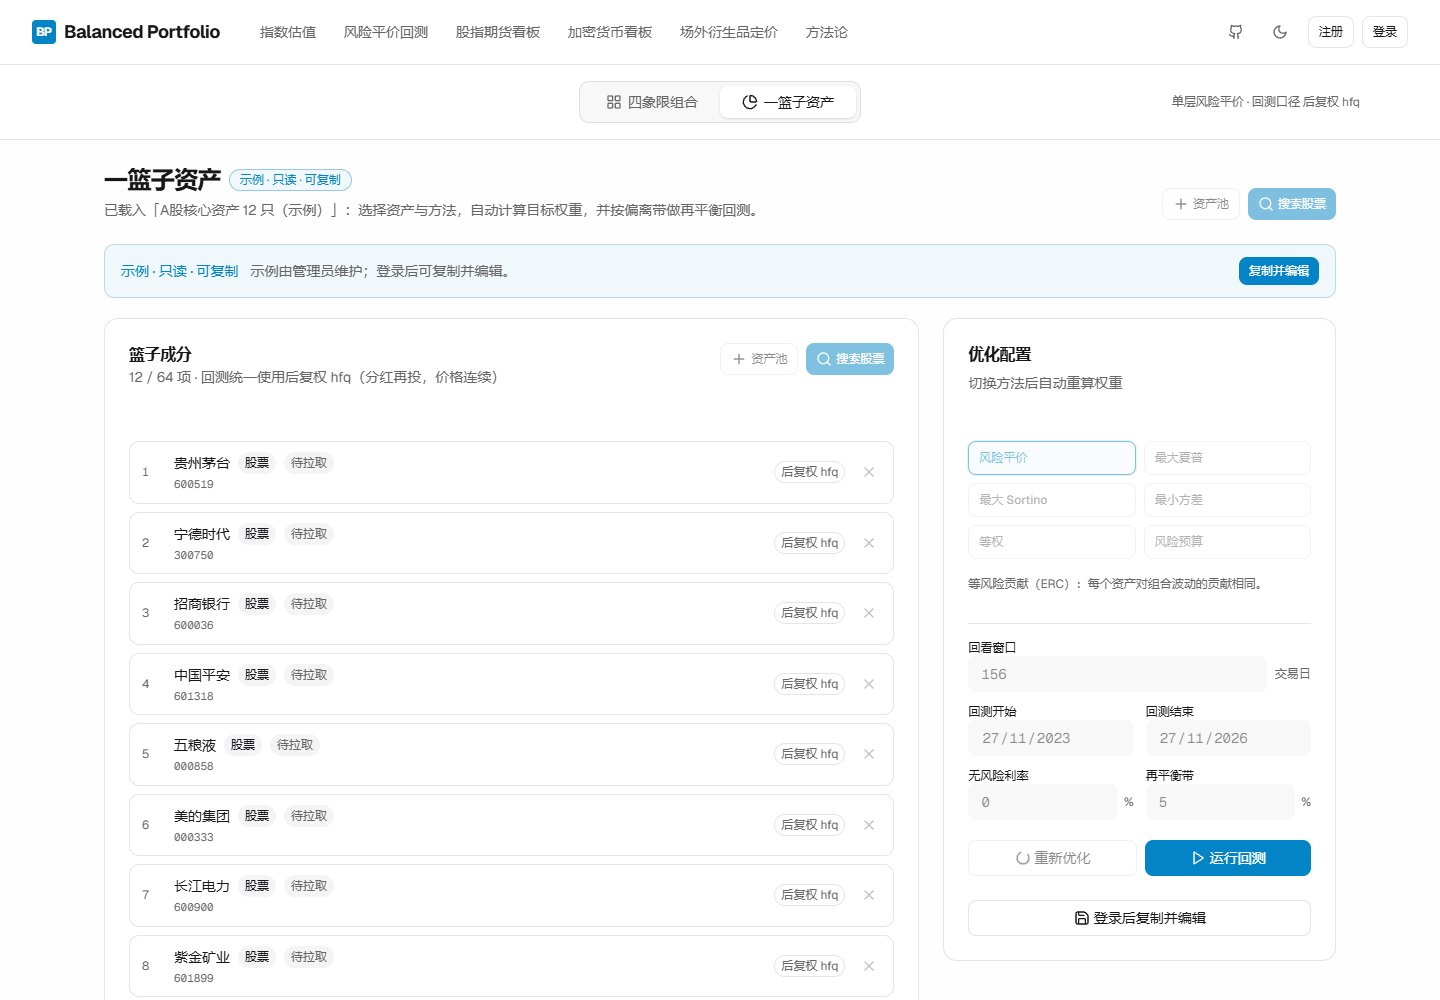 BP Balanced Portfolio 指数估值 风险平价回测 股指期货看板 加密货币看板 场外衍生品定价 方法论 注册 登录
四象限组合 一篮子资产 单层风险平价 · 回测口径 后复权 hfq
一篮子资产 示例 · 只读 · 可复制
已载入「A股核心资产 12 只（示例）」：选择资产与方法，自动计算目标权重，并按偏离带做再平衡回测。
资产池 搜索股票
示例 · 只读 · 可复制 示例由管理员维护；登录后可复制并编辑。 复制并编辑
篮子成分
12 / 64 项 · 回测统一使用后复权 hfq（分红再投，价格连续）
资产池 搜索股票
1 贵州茅台 股票 待拉取
600519
后复权 hfq
2 宁德时代 股票 待拉取
300750
后复权 hfq
3 招商银行 股票 待拉取
600036
后复权 hfq
4 中国平安 股票 待拉取
601318
后复权 hfq
5 五粮液 股票 待拉取
000858
后复权 hfq
6 美的集团 股票 待拉取
000333
后复权 hfq
7 长江电力 股票 待拉取
600900
后复权 hfq
8 紫金矿业 股票 待拉取
601899
后复权 hfq
优化配置
切换方法后自动重算权重
风险平价 最大夏普
最大 Sortino 最小方差
等权 风险预算
等风险贡献（ERC）：每个资产对组合波动的贡献相同。
回看窗口
156 交易日
回测开始 回测结束
27/11/2023 27/11/2026
无风险利率 再平衡带
0 % 5 %
重新优化 运行回测
登录后复制并编辑